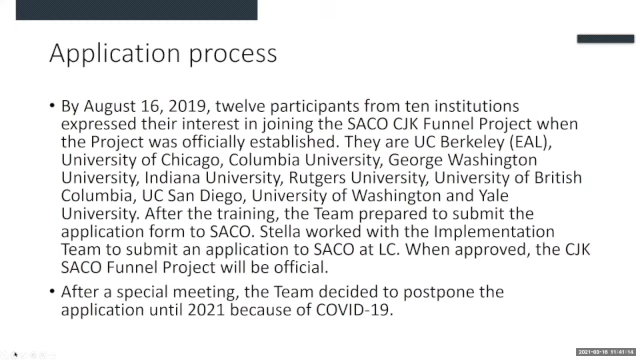 Application process
• By August 16, 2019, twelve participants from ten institutions
expressed their interest in joining the SACO CJK Funnel Project when
the Project was officially established. They are UC Berkeley (EAL),
University of Chicago, Columbia University, George Washington
University, Indiana University, Rutgers University, University of British
Columbia, UC San Diego, University of Washington and Yale
University. After the training, the Team prepared to submit the
application form to SACO. Stella worked with the Implementation
Team to submit an application to SACO at LC. When approved, the CJK
SACO Funnel Project will be official.
• After a special meeting, the Team decided to postpone the
application until 2021 because of COVID-19.
2021-03-16 11:41:14